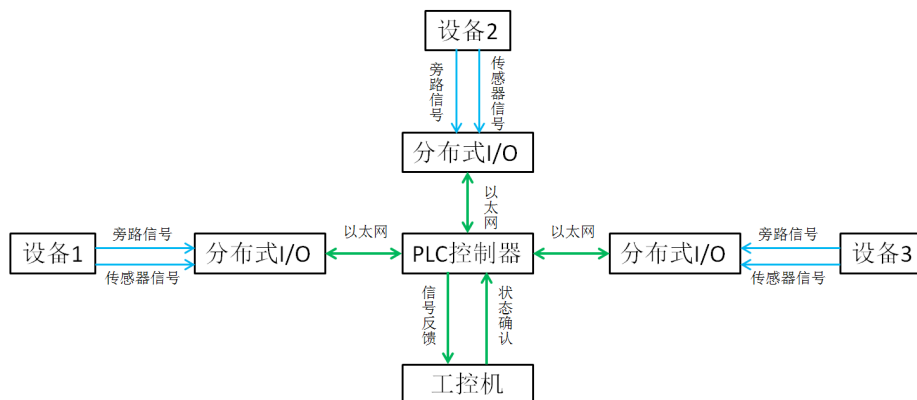 设备2
旁路信号
传感器信号
分布式I/O
以太网
设备1
旁路信号
传感器信号
分布式I/O
以太网
PLC控制器
以太网
分布式I/O
旁路信号
传感器信号
设备3
信号反馈
状态确认
工控机